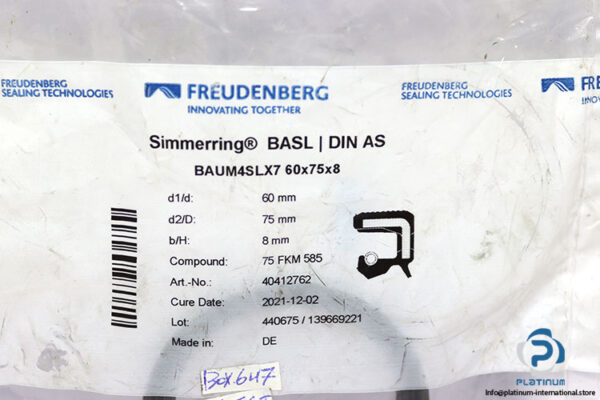 FREUDENBERG
SEALING TECHNOLOGIES
FREUDENBERG
INNOVATING TOGETHER
FREUDENBERG
SEALING TECHNOLOGIES
FREU
INNOV
Simmerring® BASL | DIN AS
BAUM4SLX7 60x75x8
d1/d: 60 mm
d2/D: 75 mm
b/H: 8 mm
Compound: 75 FKM 585
Art.-No.: 40412762
Cure Date: 2021-12-02
Lot: 440675 / 139669221
Made in: DE
Box 647
PLATINUM
Info@platinum-international.store